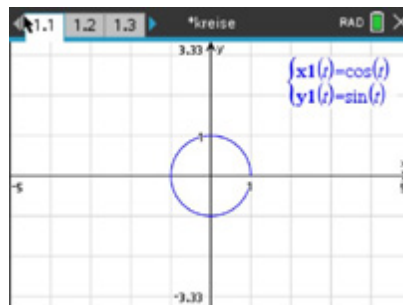 1.1 1.2 1.3 *kreise RAD
3.33 y
x1(t)=cos(t)
y1(t)=sin(t)
1
-5 1
-3.33